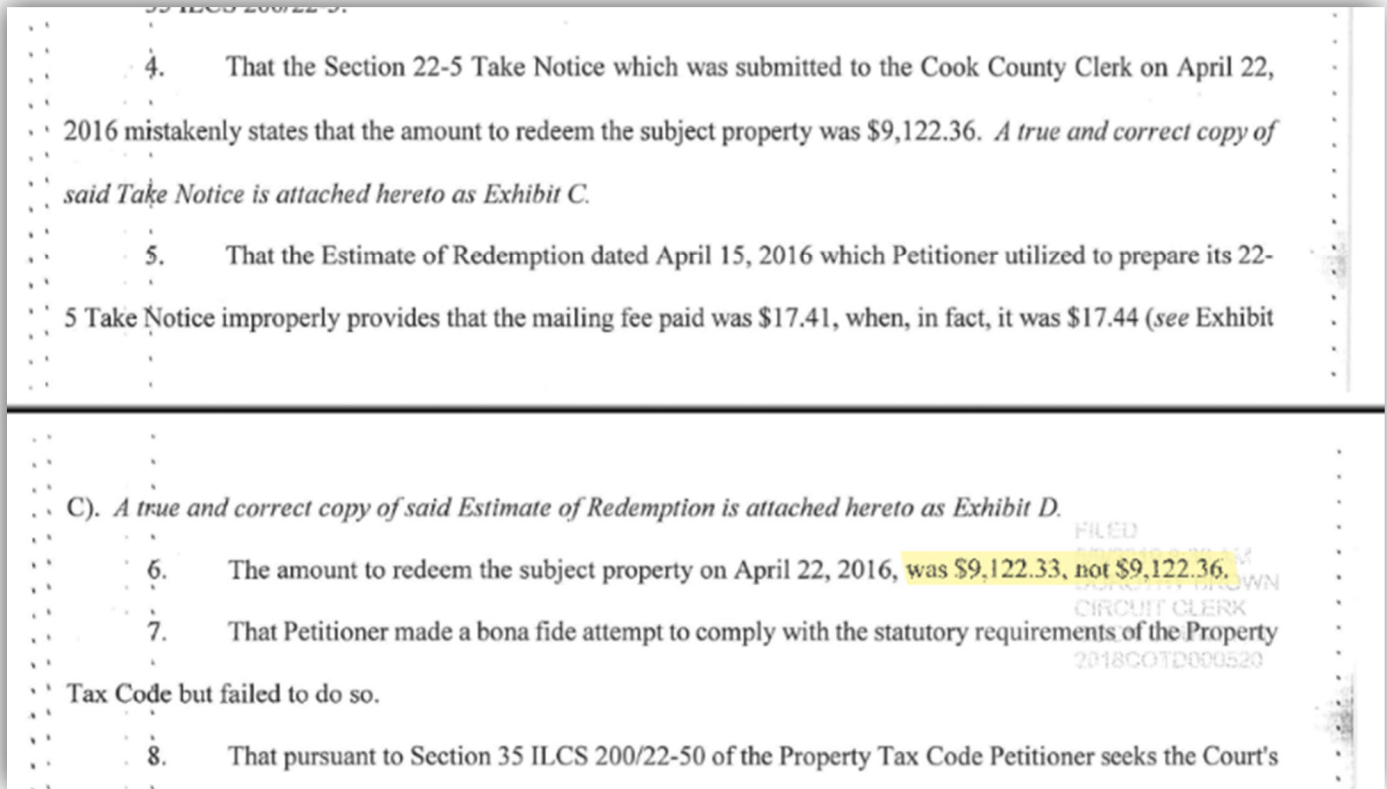 4. That the Section 22-5 Take Notice which was submitted to the Cook County Clerk on April 22,
2016 mistakenly states that the amount to redeem the subject property was $9,122.36. A true and correct copy of
said Take Notice is attached hereto as Exhibit C.
5. That the Estimate of Redemption dated April 15, 2016 which Petitioner utilized to prepare its 22-
5 Take Notice improperly provides that the mailing fee paid was $17.41, when, in fact, it was $17.44 (see Exhibit
C). A true and correct copy of said Estimate of Redemption is attached hereto as Exhibit D.
FILED
6. The amount to redeem the subject property on April 22, 2016, was $9,122.33, not $9,122.36.
CIRCUIT CLERK
7. That Petitioner made a bona fide attempt to comply with the statutory requirements of the Property
2018COTD000520
Tax Code but failed to do so.
8. That pursuant to Section 35 ILCS 200/22-50 of the Property Tax Code Petitioner seeks the Court's